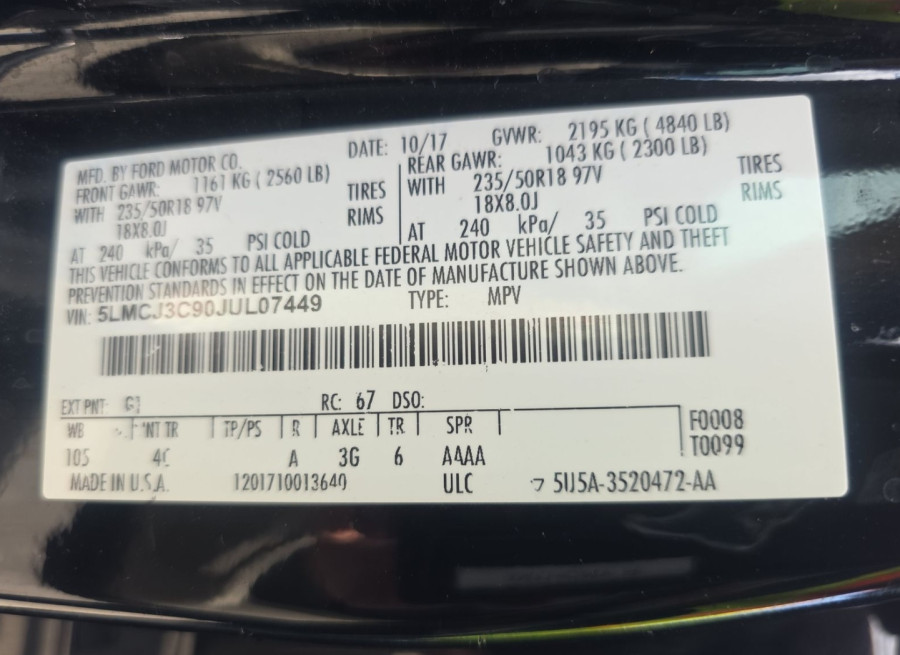 MFD. BY FORD MOTOR CO. DATE: 10/17 GVWR: 2195 KG ( 4840 LB)
FRONT GAWR: 1161 KG ( 2560 LB) REAR GAWR: 1043 KG ( 2300 LB)
WITH 235/50R18 97V TIRES WITH 235/50R18 97V TIRES
18X8.0J RIMS 18X8.0J RIMS
AT 240 kPa/ 35 PSI COLD AT 240 kPa/ 35 PSI COLD
THIS VEHICLE CONFORMS TO ALL APPLICABLE FEDERAL MOTOR VEHICLE SAFETY AND THEFT
PREVENTION STANDARDS IN EFFECT ON THE DATE OF MANUFACTURE SHOWN ABOVE.
VIN: 5LMCJ3C90JUL07449 TYPE: MPV
EXT PNT: G1 RC: 67 DSO:
WB INT TR TP/PS R AXLE TR SPR F0008
105 A 3G 6 AAAA T0099
MADE IN U.S.A. 1201710013640 ULC 5U5A-3520472-AA